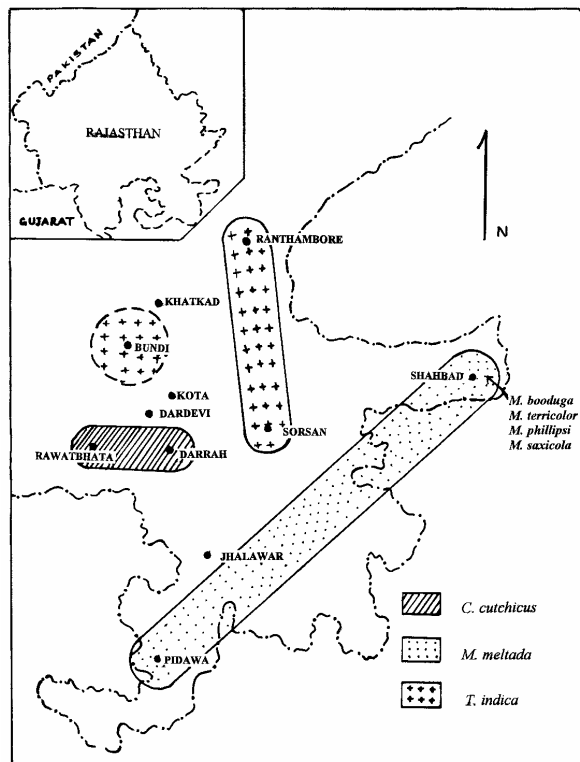 PAKISTAN
RAJASTHAN
GUJARAT
N
RANTHAMBORE
KHATKAD
BUNDI
SHAHBAD
M. booduga
M. terricolor
M. phillipsi
M. saxicola
KOTA
DARDEVI
SORSAN
RAWATBHATA
DARRAH
JHALAWAR
C. cutchicus
M. meltada
PIDAWA
T. indica